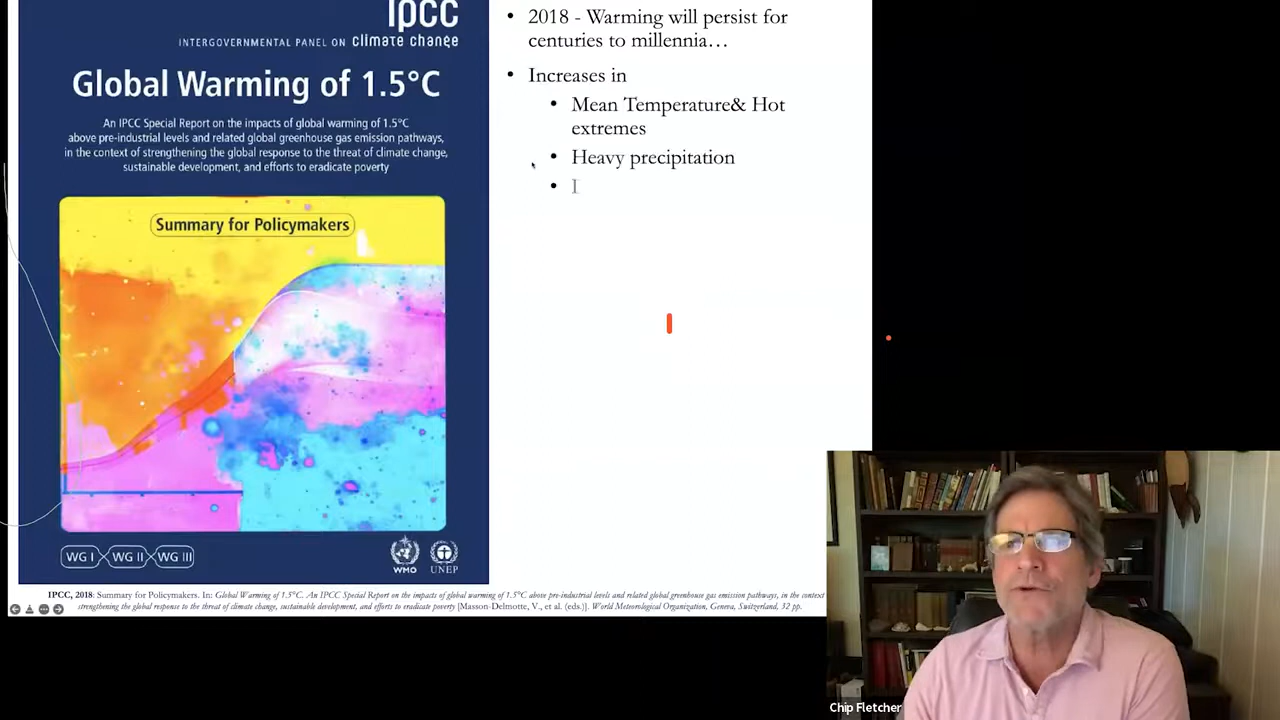 ipcc
INTERGOVERNMENTAL PANEL ON climate change
Global Warming of 1.5°C
An IPCC Special Report on the impacts of global warming of 1.5°C
above pre-industrial levels and related global greenhouse gas emission pathways,
in the context of strengthening the global response to the threat of climate change,
sustainable development, and efforts to eradicate poverty
Summary for Policymakers
WG I WG II WG III
WMO UNEP
• 2018 - Warming will persist for
centuries to millennia…
• Increases in
• Mean Temperature& Hot
extremes
• Heavy precipitation
• I
IPCC, 2018: Summary for Policymakers. In: Global Warming of 1.5°C. An IPCC Special Report on the impacts of global warming of 1.5°C above pre-industrial levels and related global greenhouse gas emission pathways, in the context
strengthening the global response to the threat of climate change, sustainable development, and efforts to eradicate poverty [Masson-Delmotte, V., et al. (eds.)]. World Meteorological Organization, Geneva, Switzerland, 32 pp.
Chip Fletcher